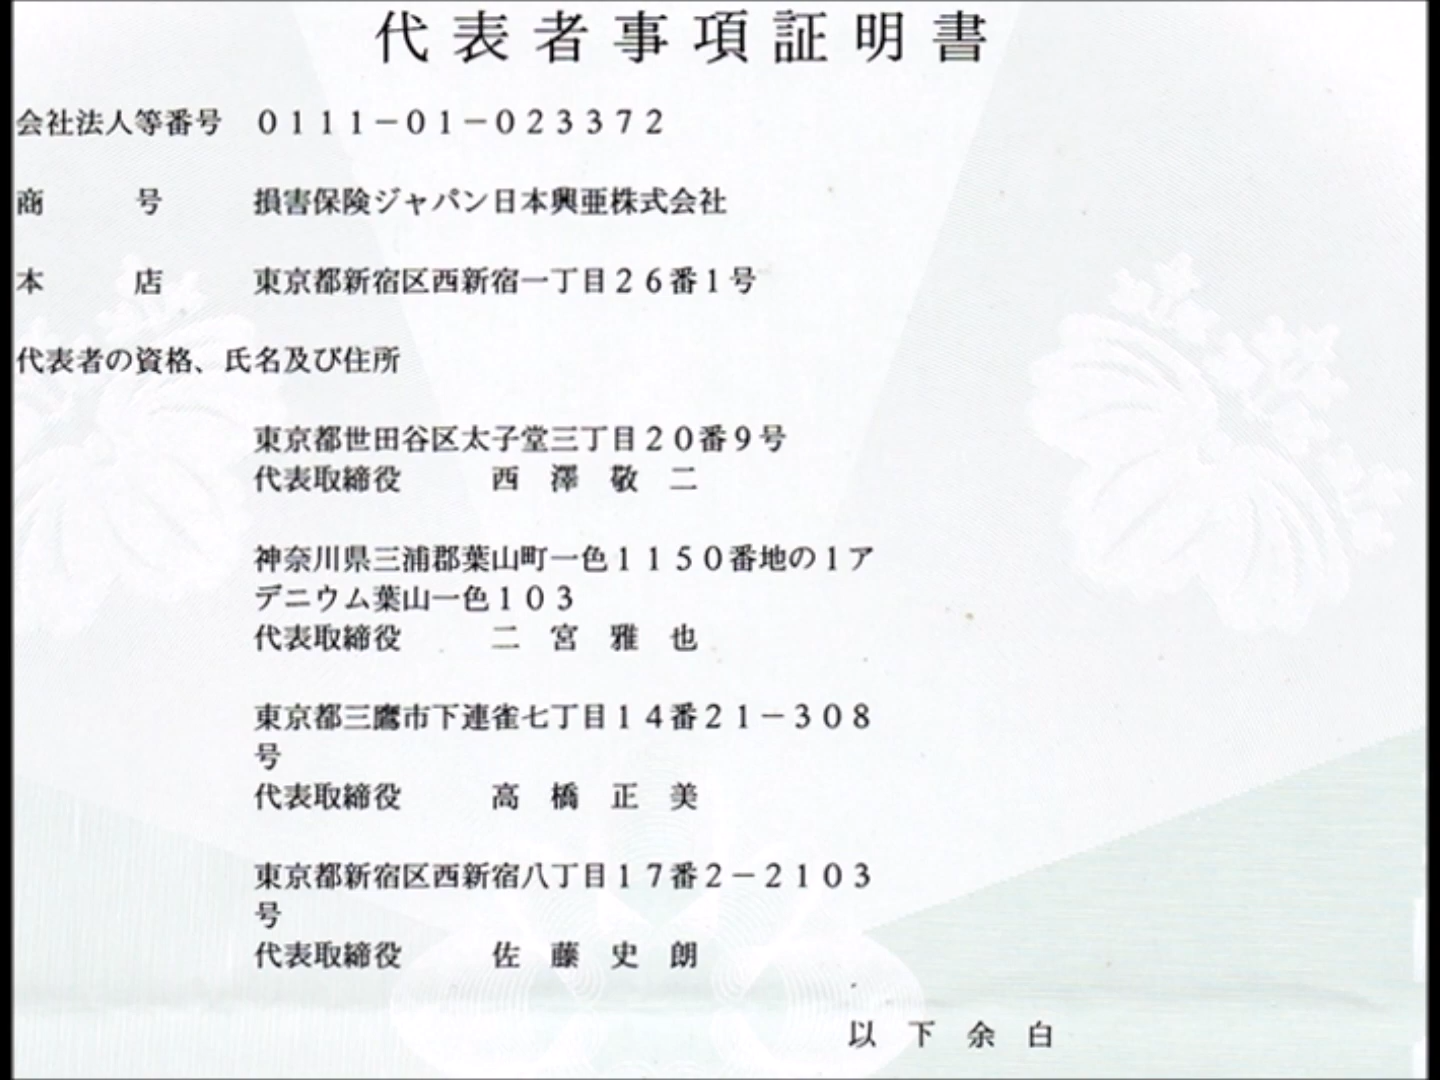 代表者事項証明書
会社法人等番号　０１１１－０１－０２３３７２
商　　　号　　　損害保険ジャパン日本興亜株式会社
本　　　店　　　東京都新宿区西新宿一丁目２６番１号
代表者の資格、氏名及び住所
東京都世田谷区太子堂三丁目２０番９号
代表取締役　　　西　澤　敬　二
神奈川県三浦郡葉山町一色１１５０番地の１ア
デニウム葉山一色１０３
代表取締役　　　二　宮　雅　也
東京都三鷹市下連雀七丁目１４番２１－３０８
号
代表取締役　　　高　橋　正　美
東京都新宿区西新宿八丁目１７番２－２１０３
号
代表取締役　　　佐　藤　史　朗
以　下　余　白